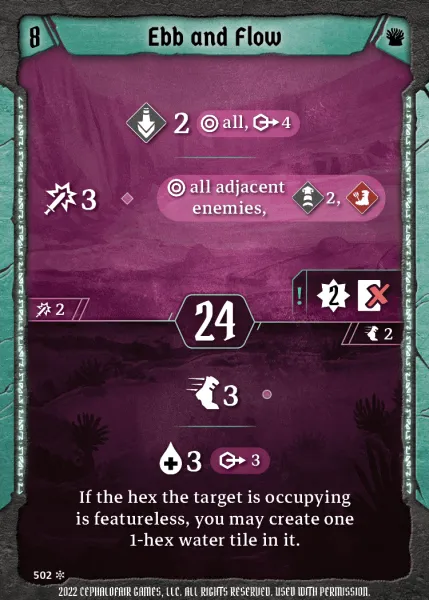 8 Ebb and Flow
2 all, 4
3 all adjacent
enemies, 2,
! 2
2
24
2
3
3 3
If the hex the target is occupying
is featureless, you may create one
1-hex water tile in it.
502
2022 CEPHALOFAIR GAMES, LLC. ALL RIGHTS RESERVED. USED WITH PERMISSION.